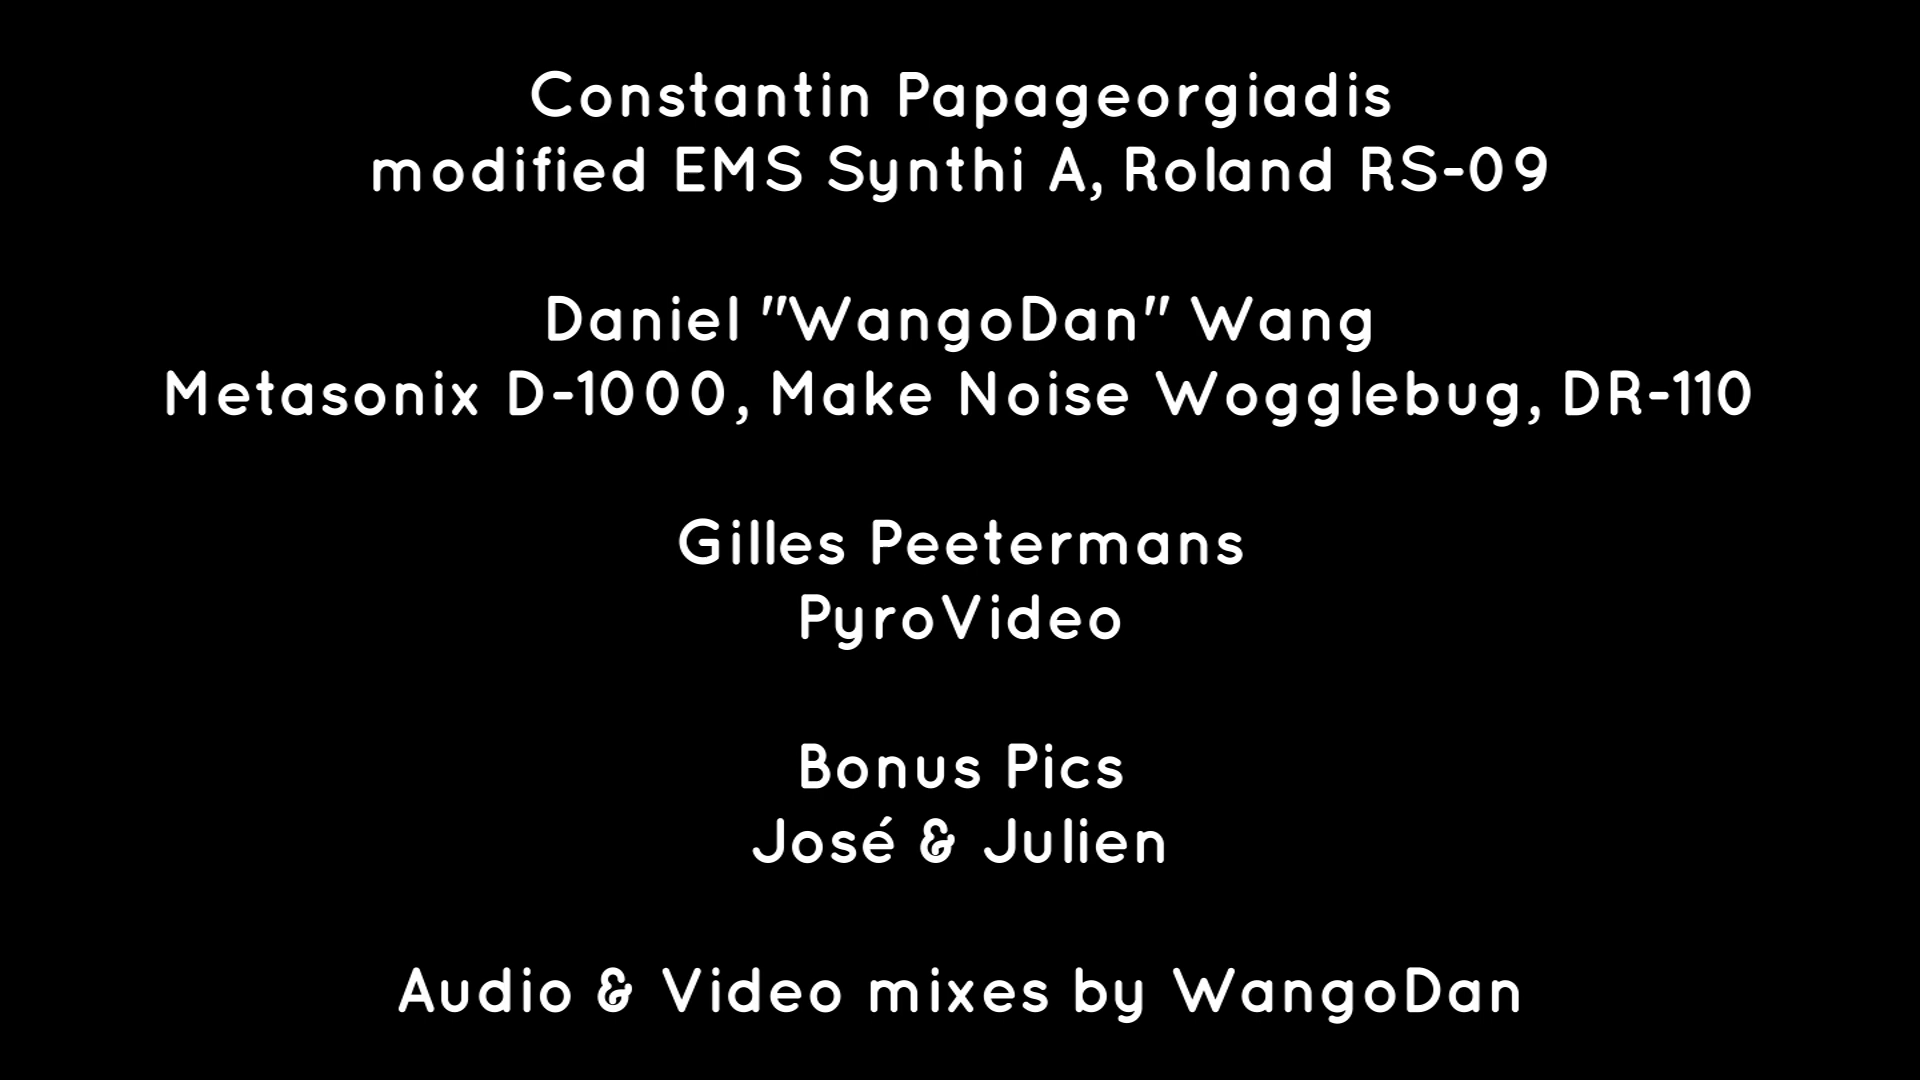 Constantin Papageorgiadis
modified EMS Synthi A, Roland RS-09
Daniel "WangoDan" Wang
Metasonix D-1000, Make Noise Wogglebug, DR-110
Gilles Peetermans
PyroVideo
Bonus Pics
José & Julien
Audio & Video mixes by WangoDan